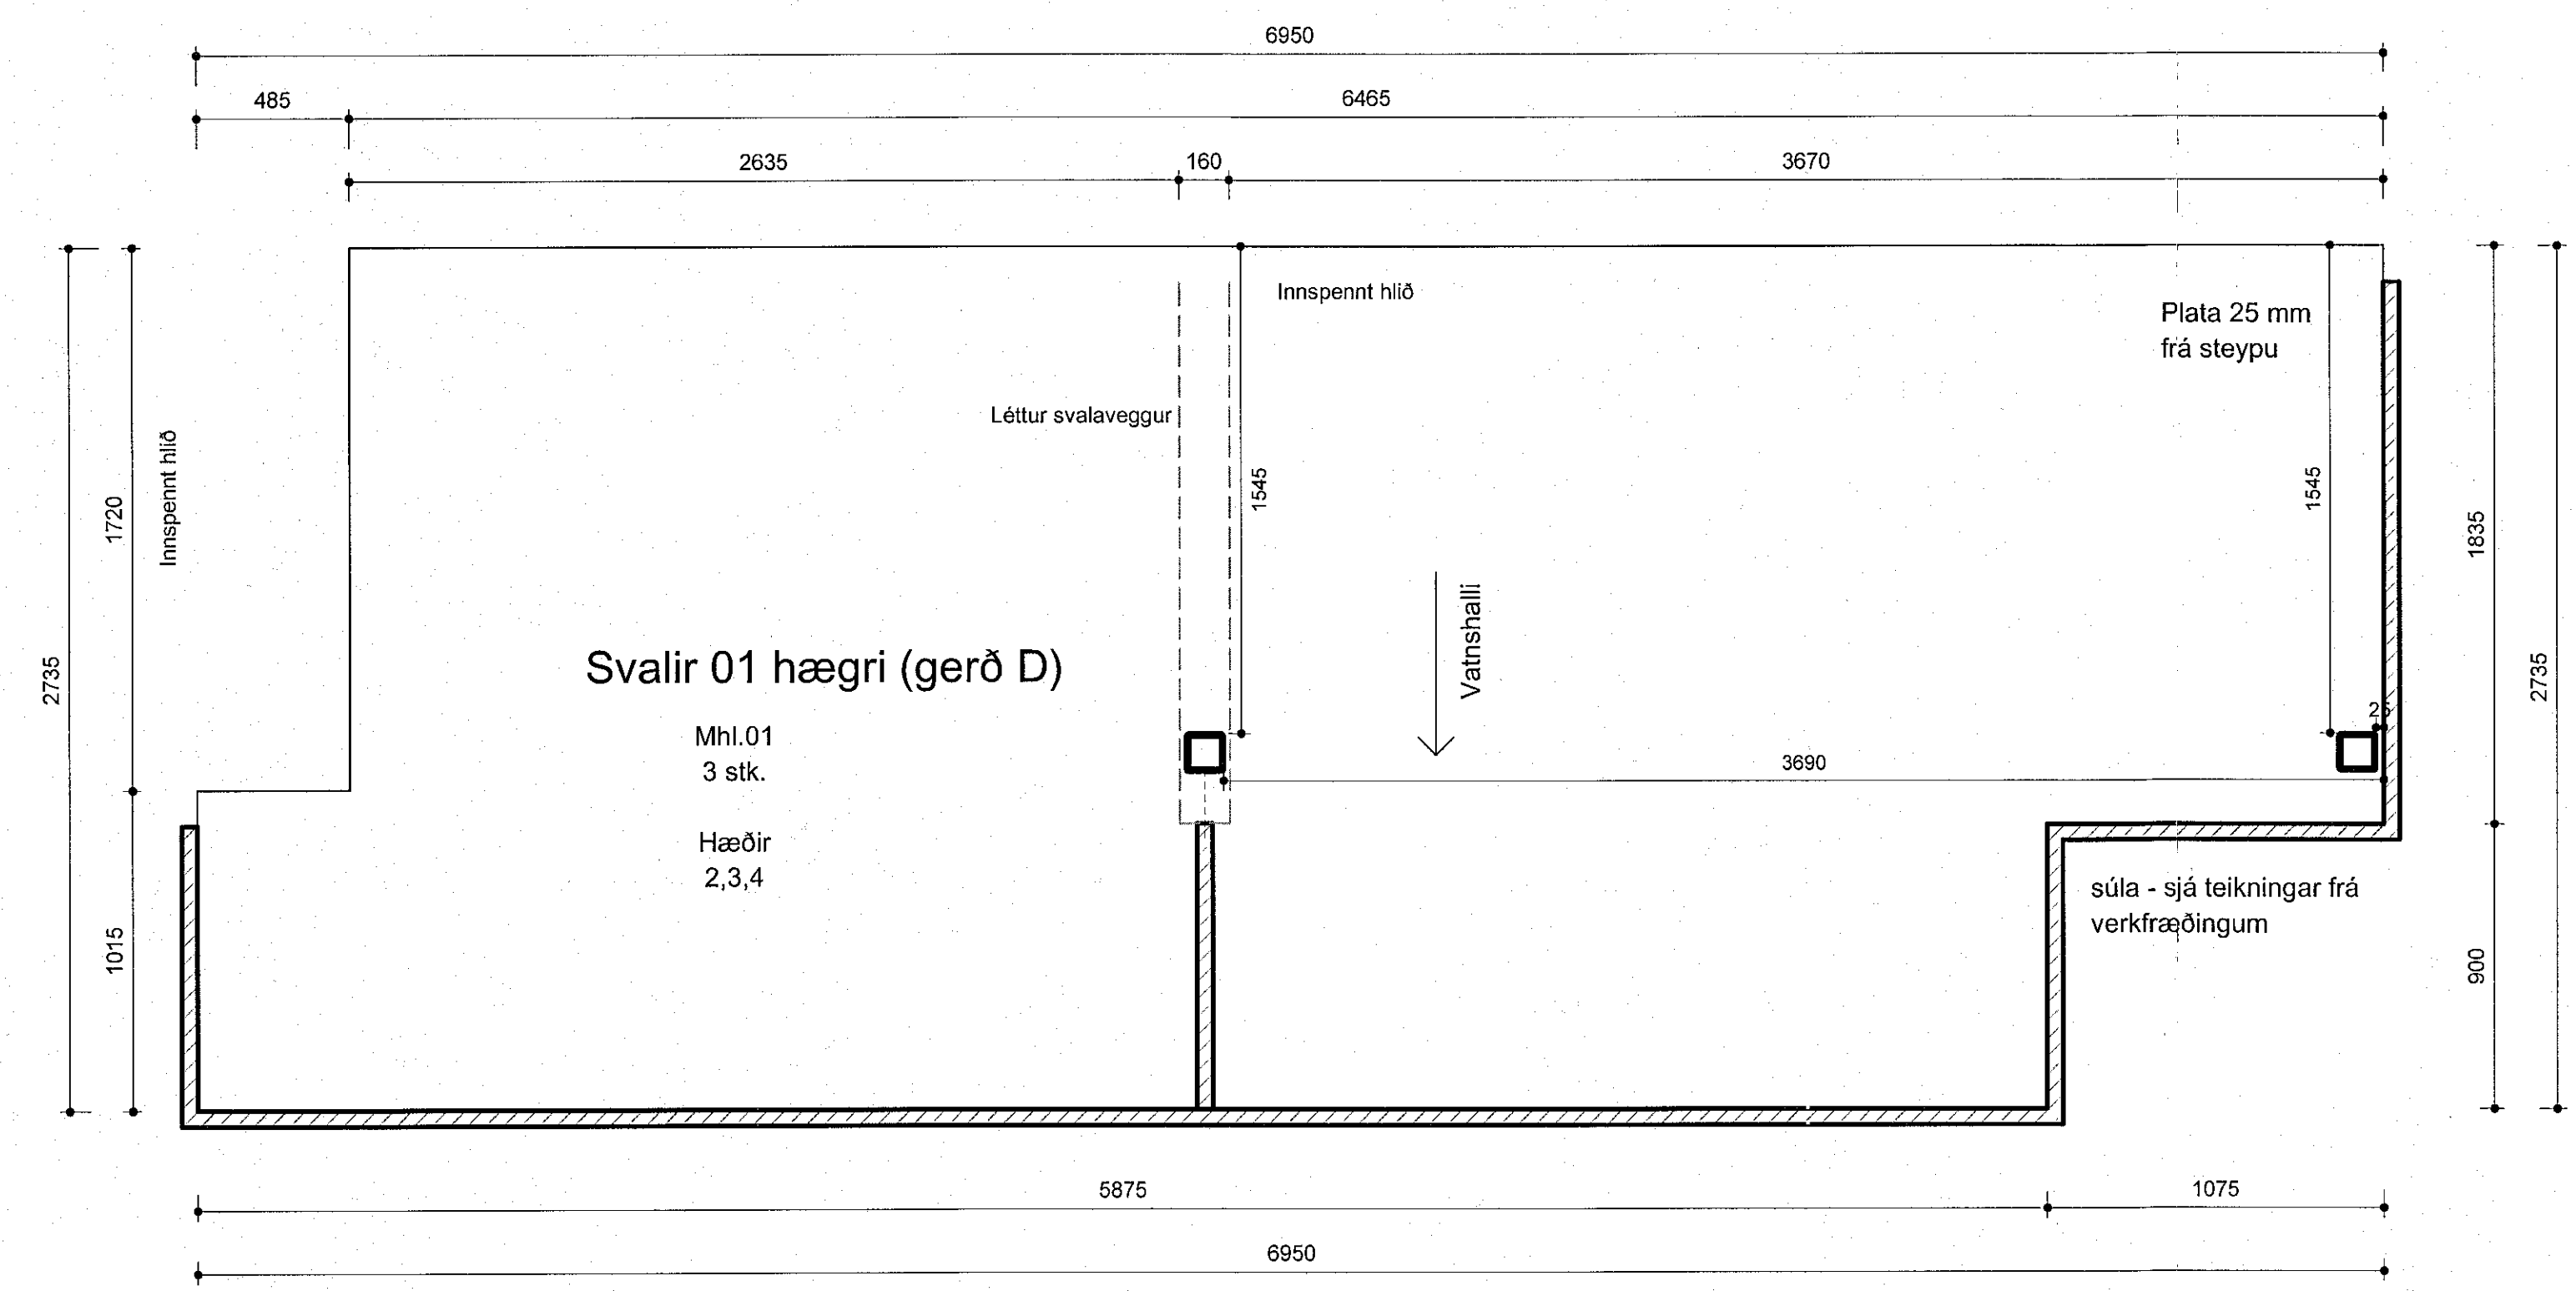 6950
485
6465
2635
160
3670
Innspennt hlið
Plata 25 mm
frá steypu
Léttur svalaveggur
Innspennt hlið
1720
1545
1545
1835
2735
2735
Svalir 01 hægri (gerð D)
Vatnshalli
Mhl.01
3 stk.
25
3690
Hæðir
2,3,4
súla - sjá teikningar frá
verkfræðingum
1015
900
5875
1075
6950